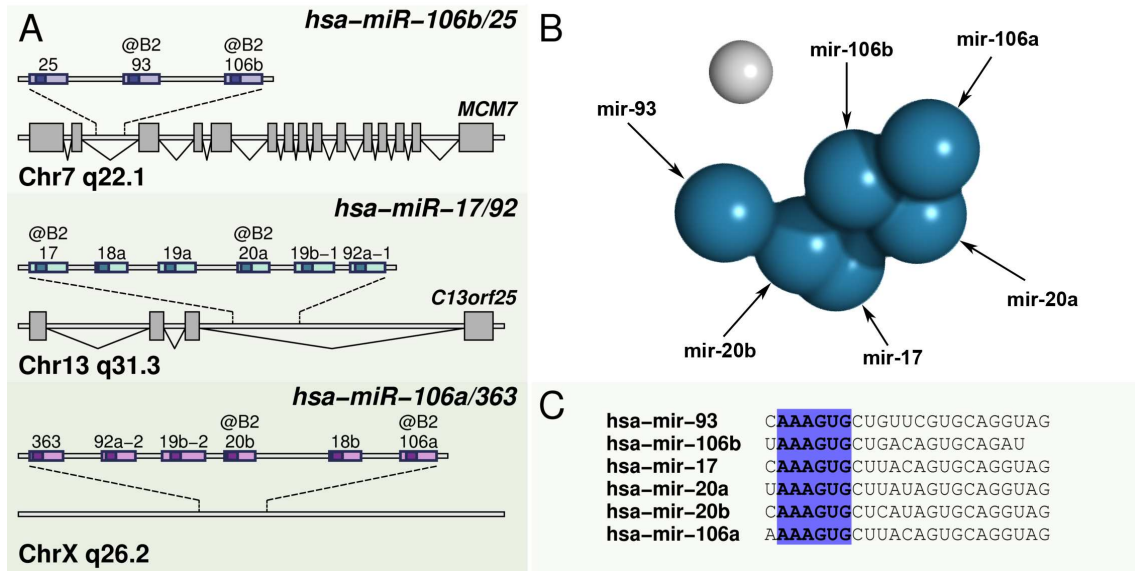 A
hsa-miR-106b/25
@B2 @B2
25 93 106b
MCM7
Chr7 q22.1
hsa-miR-17/92
@B2 @B2
17 18a 19a 20a 19b-1 92a-1
C13orf25
Chr13 q31.3
hsa-miR-106a/363
@B2 @B2
363 92a-2 19b-2 20b 18b 106a
ChrX q26.2
B
mir-106b
mir-106a
mir-93
mir-20a
mir-20b
mir-17
C
hsa-mir-93 CAAAGUGCUGUUCGUGCAGGUAG
hsa-mir-106b UAAAGUGCUGACAGUGCAGAU
hsa-mir-17 CAAAGUGCUUACAGUGCAGGUAG
hsa-mir-20a UAAAGUGCUUAUAGUGCAGGUAG
hsa-mir-20b CAAAGUGCUCAUAGUGCAGGUAG
hsa-mir-106a AAAAGUGCUUACAGUGCAGGUAG